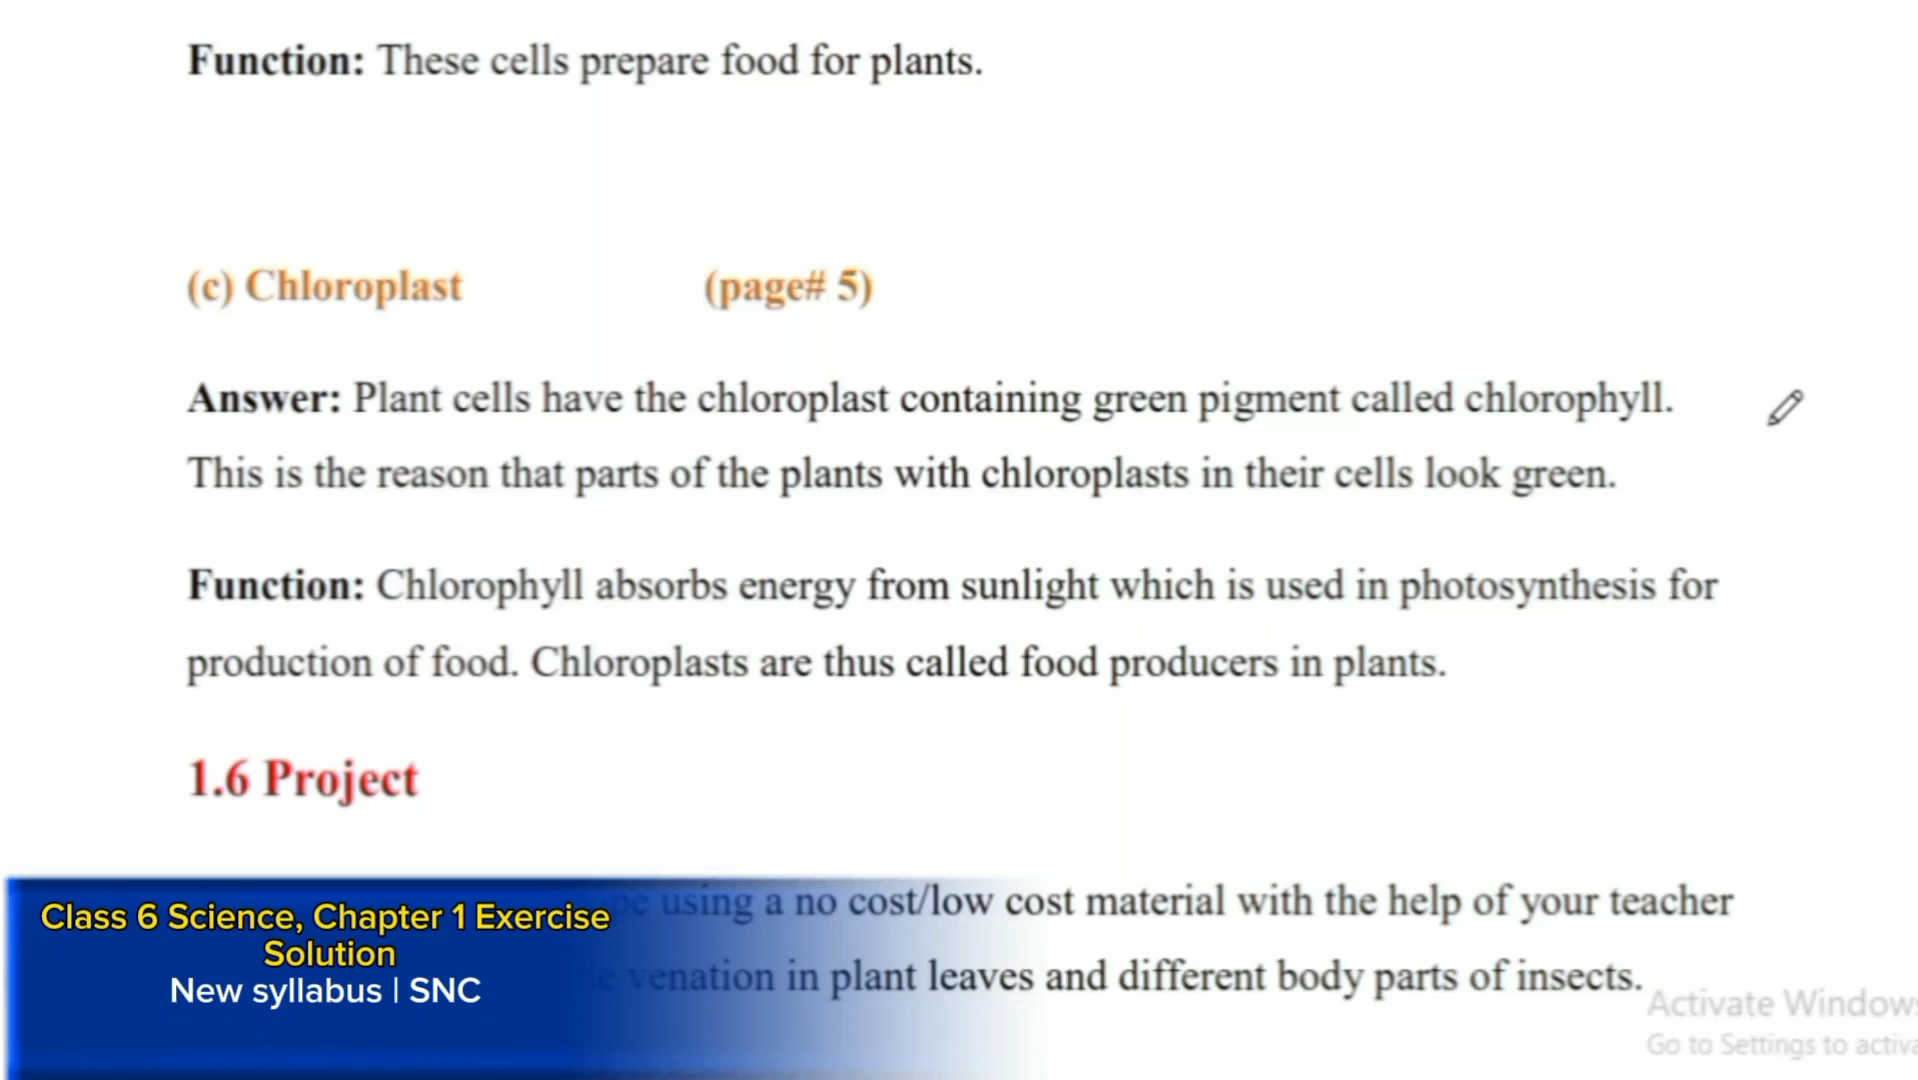 Function: These cells prepare food for plants.
(c) Chloroplast (page# 5)
Answer: Plant cells have the chloroplast containing green pigment called chlorophyll.
This is the reason that parts of the plants with chloroplasts in their cells look green.
Function: Chlorophyll absorbs energy from sunlight which is used in photosynthesis for
production of food. Chloroplasts are thus called food producers in plants.
1.6 Project
using a no cost/low cost material with the help of your teacher
venation in plant leaves and different body parts of insects.
Class 6 Science, Chapter 1 Exercise
Solution
New syllabus | SNC
Activate Windows
Go to Settings to activa